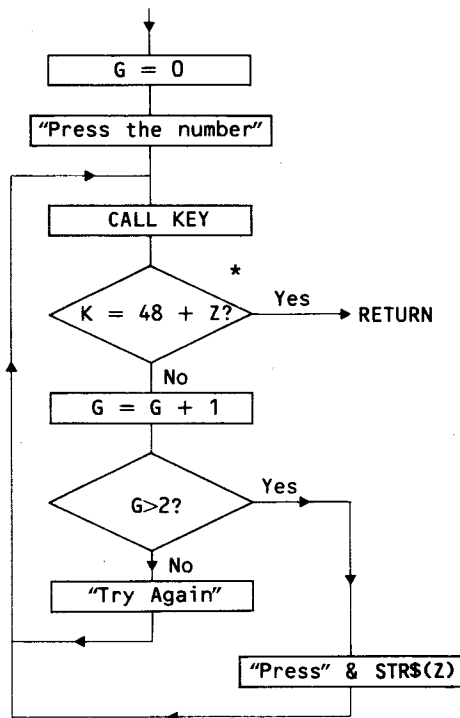 G = 0
"Press the number"
CALL KEY
*
K = 48 + Z?
Yes
RETURN
No
G = G + 1
G>2?
Yes
No
"Try Again"
"Press" & STR$(Z)